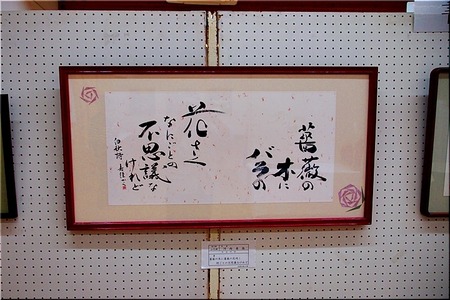 薔薇の
木に
バラの
花さく
なにごとの
不思議な
けれど
白秋詩